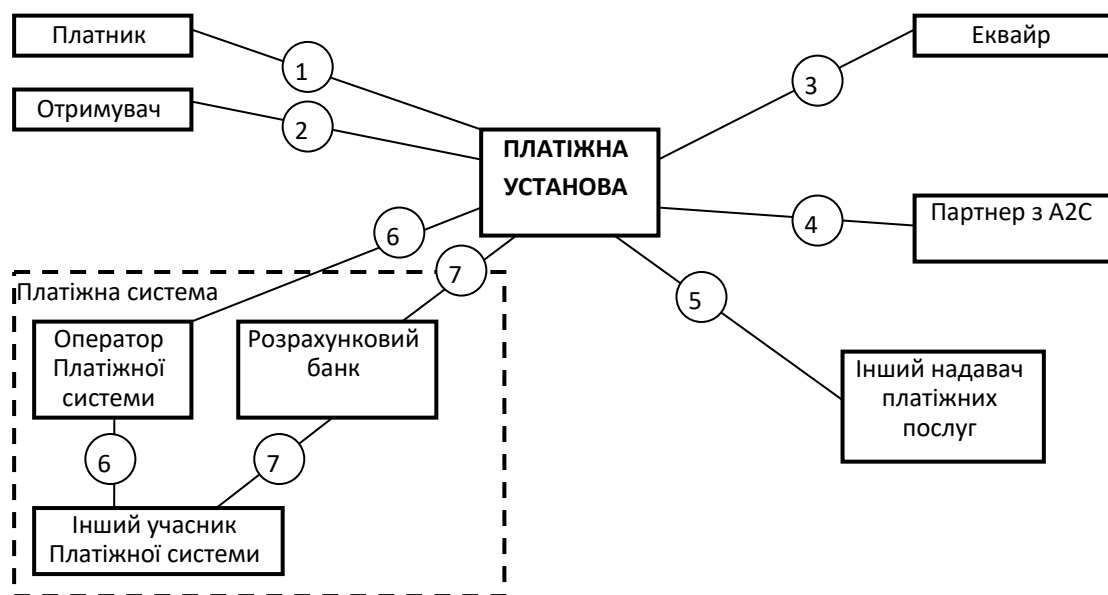 Платник
Еквайр
1
3
Отримувач
2
ПЛАТІЖНА
УСТАНОВА
Партнер з А2С
4
6
7
5
Платіжна система
Оператор
Платіжної
системи
Розрахунковий
банк
Інший надавач
платіжних
послуг
6
7
Інший учасник
Платіжної системи